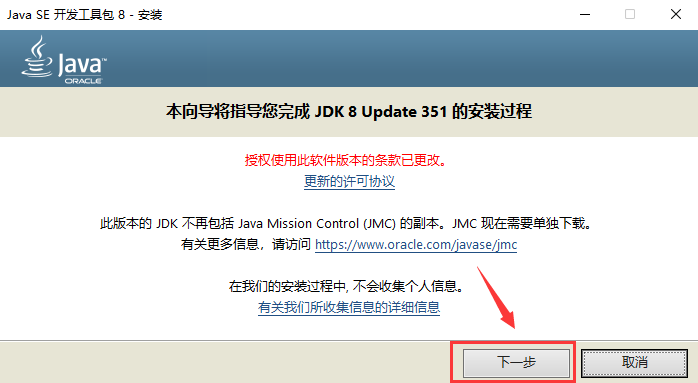 Java SE 开发工具包 8 - 安装
Java™
ORACLE
本向导将指导您完成 JDK 8 Update 351 的安装过程
授权使用此软件版本的条款已更改。
更新的许可协议
此版本的 JDK 不再包括 Java Mission Control (JMC) 的副本。JMC 现在需要单独下载。
有关更多信息，请访问 https://www.oracle.com/javase/jmc
在我们的安装过程中, 不会收集个人信息。
有关我们所收集信息的详细信息
下一步 取消